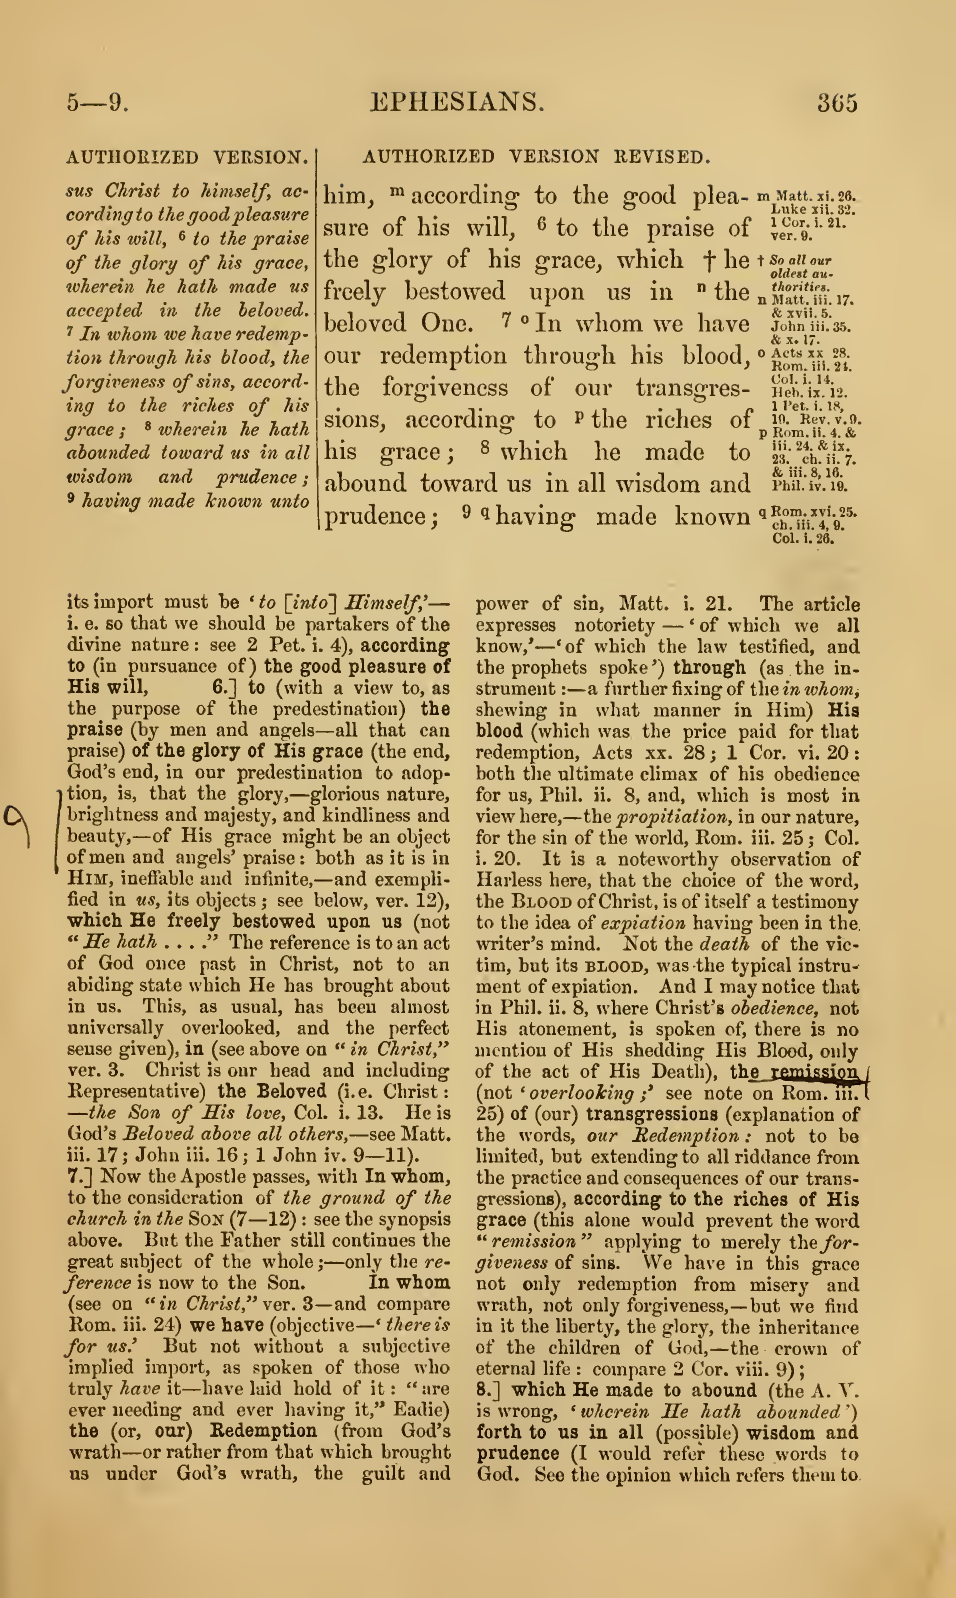 5—9.
EPHESIANS.
365
AUTHORIZED VERSION.
sus Christ to himself, ac-
cording to the good pleasure
of his will, 6 to the praise
of the glory of his grace,
wherein he hath made us
accepted in the beloved.
7 In whom we have redemp-
tion through his blood, the
forgiveness of sins, accord-
ing to the riches of his
grace; 8 wherein he hath
abounded toward us in all
wisdom and prudence;
9 having made known unto
AUTHORIZED VERSION REVISED.
him, m according to the good plea-
sure of his will, 6 to the praise of
the glory of his grace, which † he
freely bestowed upon us in n the
beloved One. 7 o In whom we have
our redemption through his blood,
the forgiveness of our transgres-
sions, according to p the riches of
his grace; 8 which he made to
abound toward us in all wisdom and
prudence; 9 q having made known
m Matt. xi. 26.
Luke xii. 32.
1 Cor. i. 21.
ver. 9.
† So all our
oldest au-
thorities.
n Matt. iii. 17.
& xvii. 5.
John iii. 35.
& x. 17.
o Acts xx 28.
Rom. iii. 24.
Col. i. 14.
Heb. ix. 12.
1 Pet. i. 18,
19. Rev. v. 9.
p Rom. ii. 4. &
iii. 24. & ix.
23. ch. ii. 7.
& iii. 8, 16.
Phil. iv. 19.
q Rom. xvi. 25.
ch. iii. 4, 9.
Col. i. 26.
its import must be ‘to [into] Himself,’—
i. e. so that we should be partakers of the
divine nature: see 2 Pet. i. 4), according
to (in pursuance of) the good pleasure of
His will, 6.] to (with a view to, as
the purpose of the predestination) the
praise (by men and angels—all that can
praise) of the glory of His grace (the end,
God’s end, in our predestination to adop-
tion, is, that the glory,—glorious nature,
brightness and majesty, and kindliness and
beauty,—of His grace might be an object
of men and angels’ praise: both as it is in
HIM, ineffable and infinite,—and exempli-
fied in us, its objects; see below, ver. 12),
which He freely bestowed upon us (not
“He hath . . . .” The reference is to an act
of God once past in Christ, not to an
abiding state which He has brought about
in us. This, as usual, has been almost
universally overlooked, and the perfect
sense given), in (see above on “in Christ,”
ver. 3. Christ is our head and including
Representative) the Beloved (i.e. Christ:
—the Son of His love, Col. i. 13. He is
God’s Beloved above all others,—see Matt.
iii. 17; John iii. 16; 1 John iv. 9—11).
7.] Now the Apostle passes, with In whom,
to the consideration of the ground of the
church in the SON (7—12): see the synopsis
above. But the Father still continues the
great subject of the whole;—only the re-
ference is now to the Son. In whom
(see on “in Christ,” ver. 3—and compare
Rom. iii. 24) we have (objective—‘there is
for us.’ But not without a subjective
implied import, as spoken of those who
truly have it—have laid hold of it: “are
ever needing and ever having it,” Eadie)
the (or, our) Redemption (from God’s
wrath—or rather from that which brought
us under God’s wrath, the guilt and
power of sin, Matt. i. 21. The article
expresses notoriety—‘of which we all
know,’—‘of which the law testified, and
the prophets spoke’) through (as the in-
strument:—a further fixing of the in whom,
shewing in what manner in Him) His
blood (which was the price paid for that
redemption, Acts xx. 28; 1 Cor. vi. 20:
both the ultimate climax of his obedience
for us, Phil. ii. 8, and, which is most in
view here,—the propitiation, in our nature,
for the sin of the world, Rom. iii. 25; Col.
i. 20. It is a noteworthy observation of
Harless here, that the choice of the word,
the BLOOD of Christ, is of itself a testimony
to the idea of expiation having been in the
writer’s mind. Not the death of the vic-
tim, but its BLOOD, was the typical instru-
ment of expiation. And I may notice that
in Phil. ii. 8, where Christ’s obedience, not
His atonement, is spoken of, there is no
mention of His shedding His Blood, only
of the act of His Death), the remission
(not ‘overlooking;’ see note on Rom. iii.
25) of (our) transgressions (explanation of
the words, our Redemption: not to be
limited, but extending to all riddance from
the practice and consequences of our trans-
gressions), according to the riches of His
grace (this alone would prevent the word
“remission” applying to merely the for-
giveness of sins. We have in this grace
not only redemption from misery and
wrath, not only forgiveness,—but we find
in it the liberty, the glory, the inheritance
of the children of God,—the crown of
eternal life: compare 2 Cor. viii. 9);
8.] which He made to abound (the A. V.
is wrong, ‘wherein He hath abounded’)
forth to us in all (possible) wisdom and
prudence (I would refer these words to
God. See the opinion which refers them to